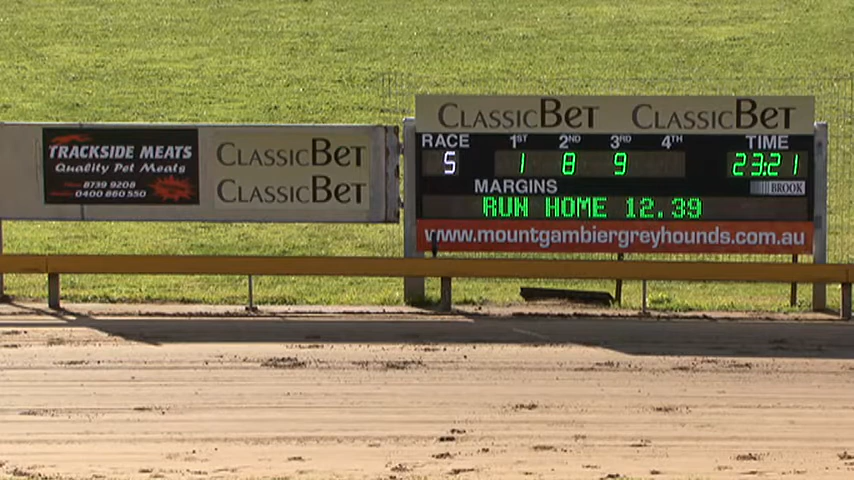 TRACKSIDE MEATS
Quality Pet Meats
8739 9208
0400 860 550
CLASSICBET
CLASSICBET
CLASSICBET CLASSICBET
RACE 1ST 2ND 3RD 4TH TIME
5 1 8 9 23:21
MARGINS BROOK
RUN HOME 12.39
www.mountgambiergreyhounds.com.au